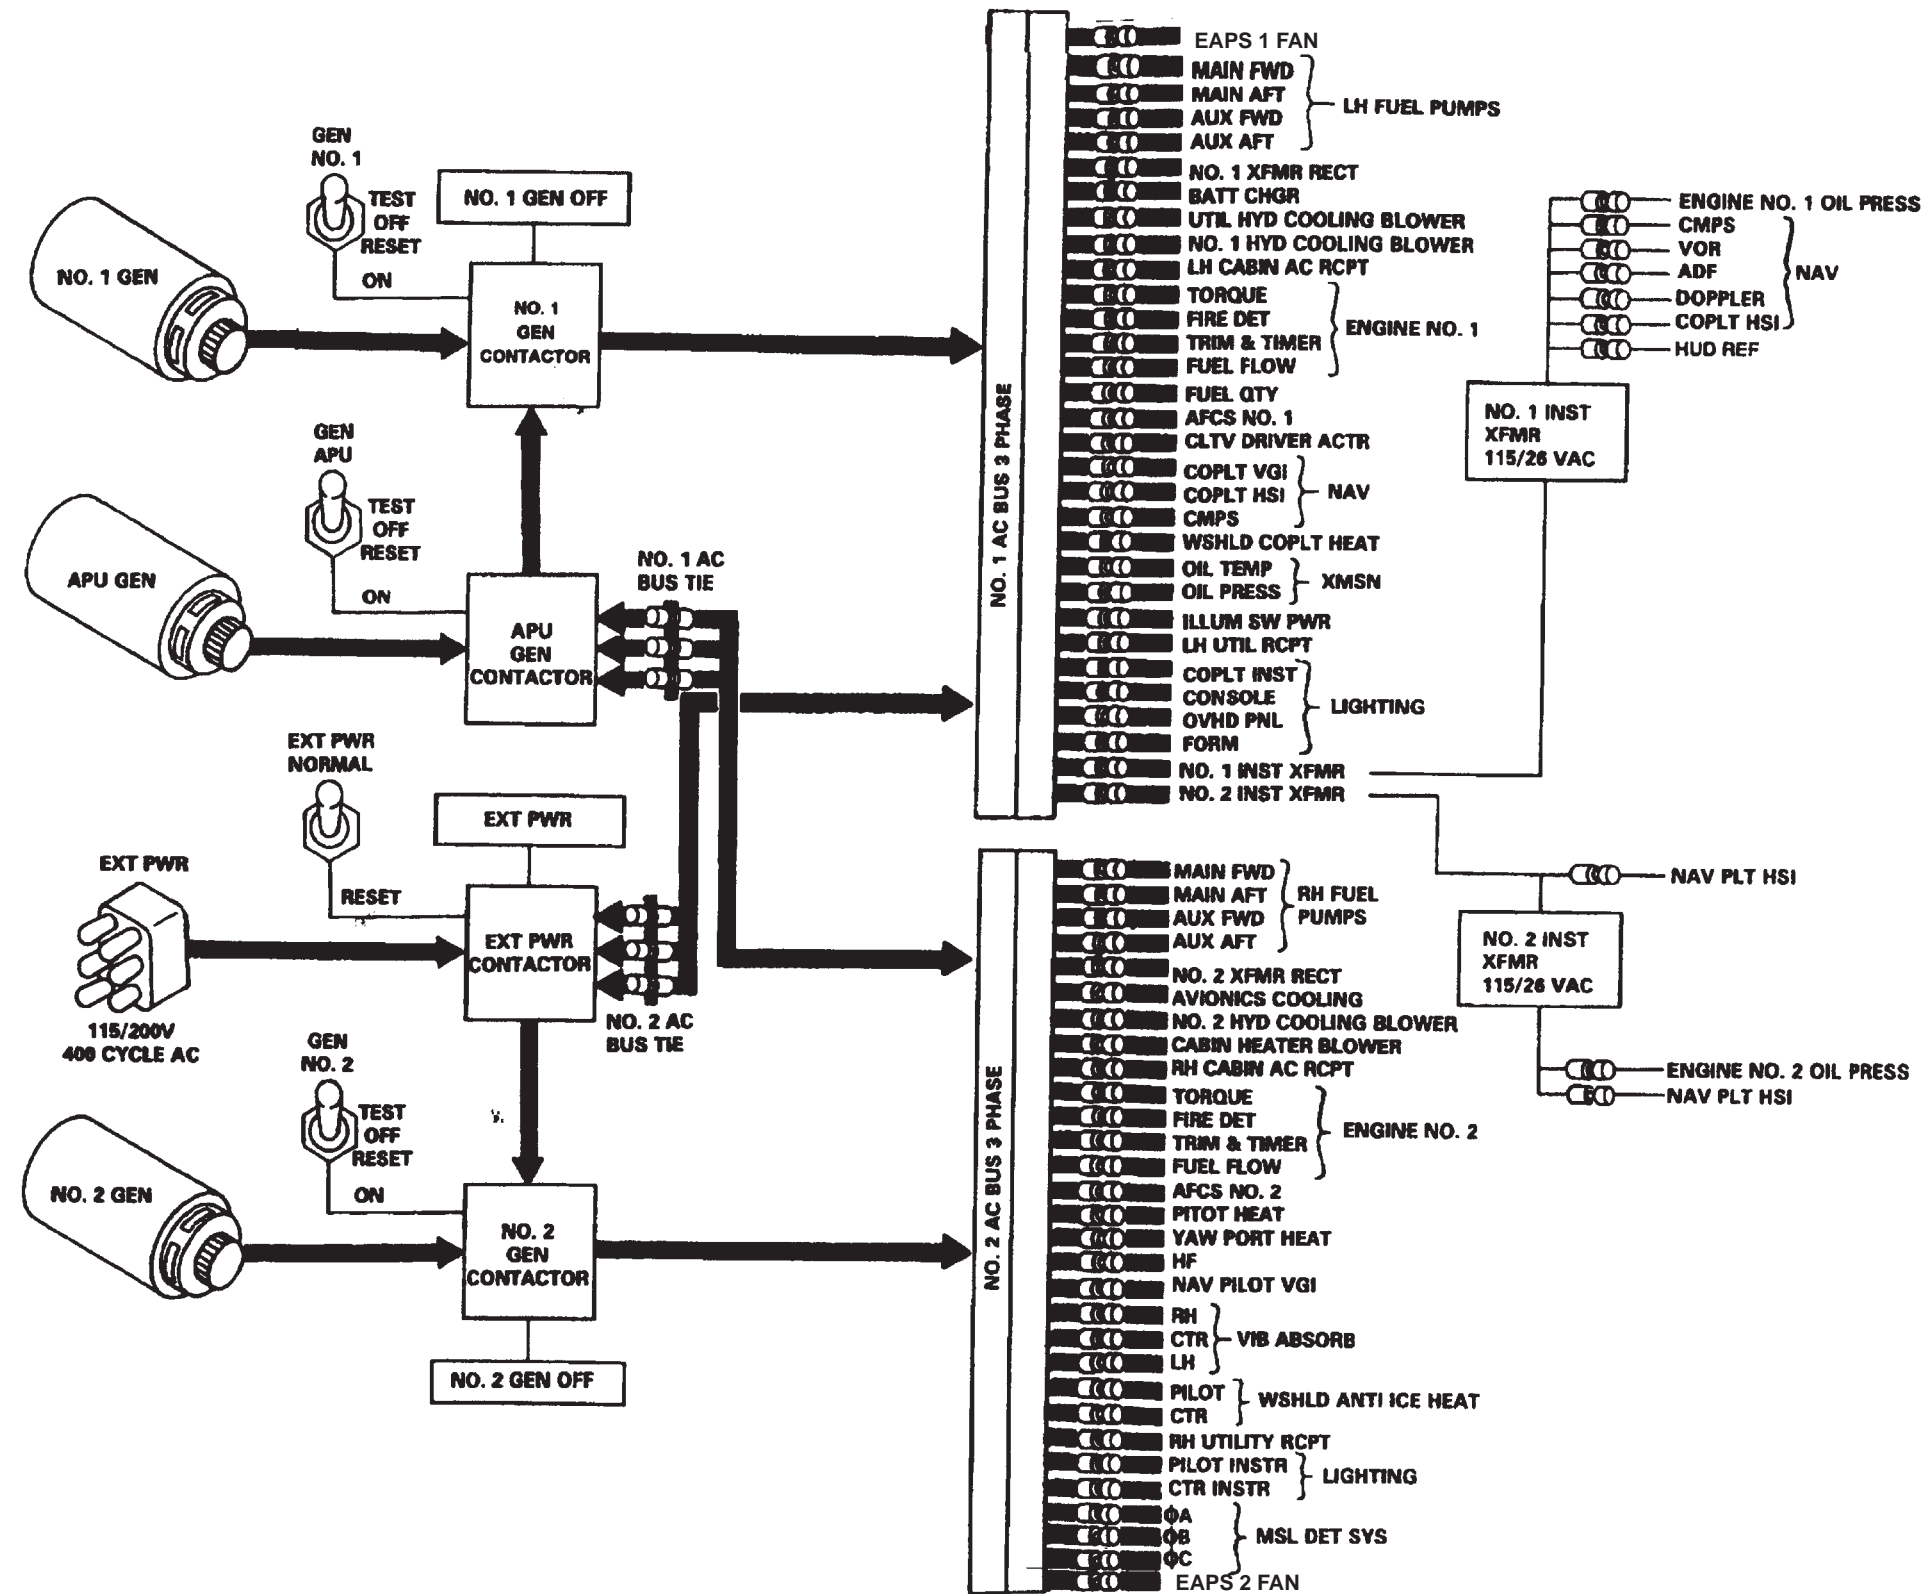 GEN
NO. 1
TEST
OFF
RESET
ON
NO. 1 GEN OFF
NO. 1 GEN
NO. 1
GEN
CONTACTOR
GEN
APU
TEST
OFF
RESET
ON
APU GEN
APU
GEN
CONTACTOR
NO. 1 AC
BUS TIE
EXT PWR
NORMAL
RESET
EXT PWR
EXT PWR
115/200V
400 CYCLE AC
EXT PWR
CONTACTOR
NO. 2 AC
BUS TIE
GEN
NO. 2
TEST
OFF
RESET
ON
NO. 2 GEN
NO. 2
GEN
CONTACTOR
NO. 2 GEN OFF
NO. 1 AC BUS 3 PHASE
EAPS 1 FAN
MAIN FWD
MAIN AFT
AUX FWD
AUX AFT
LH FUEL PUMPS
NO. 1 XFMR RECT
BATT CHGR
UTIL HYD COOLING BLOWER
NO. 1 HYD COOLING BLOWER
LH CABIN AC RCPT
TORQUE
FIRE DET
TRIM & TIMER
FUEL FLOW
ENGINE NO. 1
FUEL QTY
AFCS NO. 1
CLTV DRIVER ACTR
COPLT VGI
COPLT HSI
CMPS
NAV
WSHLD COPLT HEAT
OIL TEMP
OIL PRESS
XMSN
ILLUM SW PWR
LH UTIL RCPT
COPLT INST
CONSOLE
OVHD PNL
FORM
LIGHTING
NO. 1 INST XFMR
NO. 2 INST XFMR
ENGINE NO. 1 OIL PRESS
CMPS
VOR
ADF
DOPPLER
COPLT HSI
NAV
HUD REF
NO. 1 INST
XFMR
115/26 VAC
NO. 2 AC BUS 3 PHASE
MAIN FWD
MAIN AFT
AUX FWD
AUX AFT
RH FUEL
PUMPS
NO. 2 XFMR RECT
AVIONICS COOLING
NO. 2 HYD COOLING BLOWER
CABIN HEATER BLOWER
RH CABIN AC RCPT
TORQUE
FIRE DET
TRIM & TIMER
FUEL FLOW
ENGINE NO. 2
AFCS NO. 2
PITOT HEAT
YAW PORT HEAT
HF
NAV PILOT VGI
RH
CTR
LH
VIB ABSORB
PILOT
CTR
WSHLD ANTI ICE HEAT
RH UTILITY RCPT
PILOT INSTR
CTR INSTR
LIGHTING
ΦA
ΦB
ΦC
MSL DET SYS
EAPS 2 FAN
NAV PLT HSI
NO. 2 INST
XFMR
115/26 VAC
ENGINE NO. 2 OIL PRESS
NAV PLT HSI